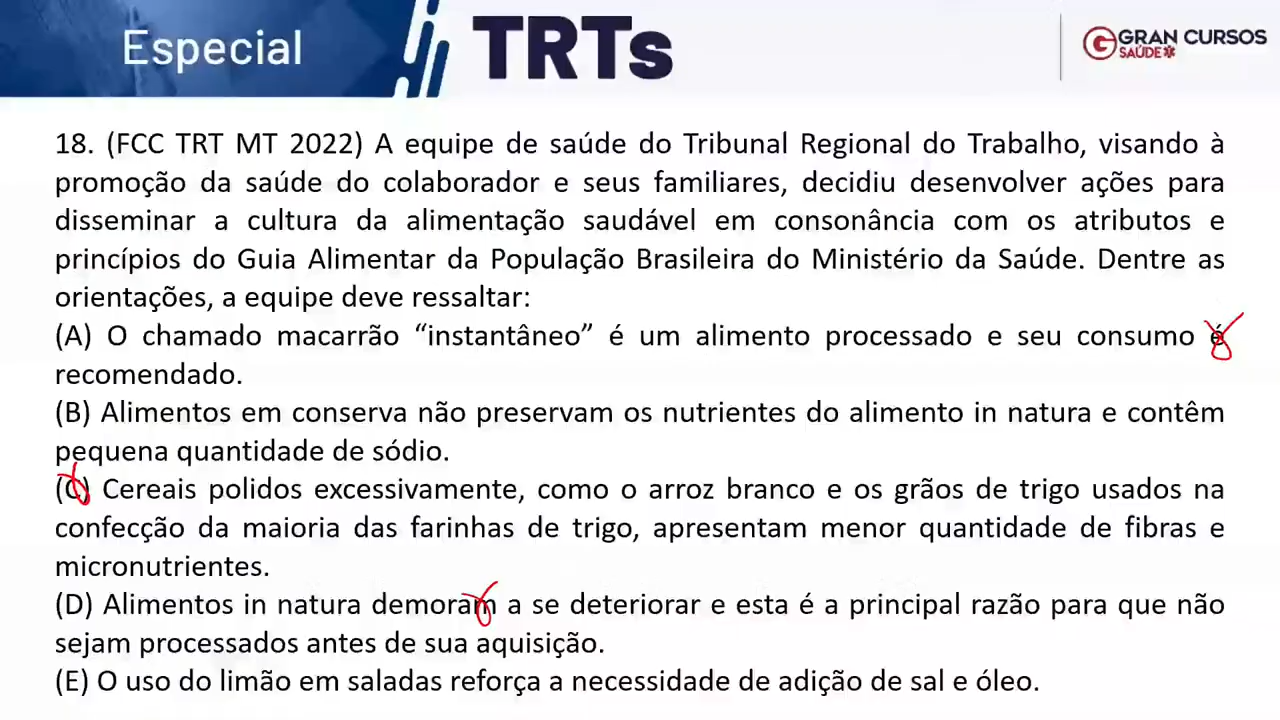 Especial
TRTs
GRAN CURSOS
SAÚDE
18. (FCC TRT MT 2022) A equipe de saúde do Tribunal Regional do Trabalho, visando à
promoção da saúde do colaborador e seus familiares, decidiu desenvolver ações para
disseminar a cultura da alimentação saudável em consonância com os atributos e
princípios do Guia Alimentar da População Brasileira do Ministério da Saúde. Dentre as
orientações, a equipe deve ressaltar:
(A) O chamado macarrão “instantâneo” é um alimento processado e seu consumo é
recomendado.
(B) Alimentos em conserva não preservam os nutrientes do alimento in natura e contêm
pequena quantidade de sódio.
(C) Cereais polidos excessivamente, como o arroz branco e os grãos de trigo usados na
confecção da maioria das farinhas de trigo, apresentam menor quantidade de fibras e
micronutrientes.
(D) Alimentos in natura demoram a se deteriorar e esta é a principal razão para que não
sejam processados antes de sua aquisição.
(E) O uso do limão em saladas reforça a necessidade de adição de sal e óleo.